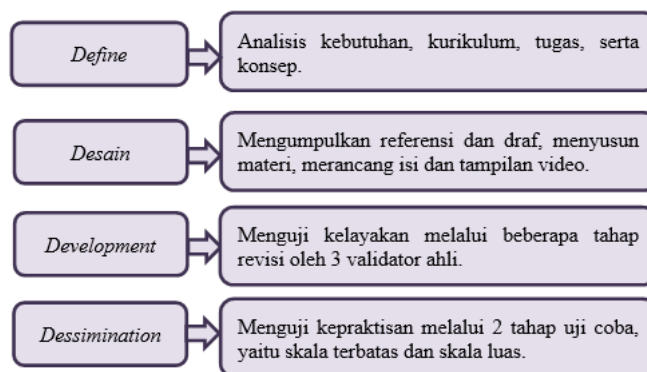 Define
Analisis kebutuhan, kurikulum, tugas, serta
konsep.
Desain
Mengumpulkan referensi dan draf, menyusun
materi, merancang isi dan tampilan video.
Development
Menguji kelayakan melalui beberapa tahap
revisi oleh 3 validator ahli.
Dessimination
Menguji kepraktisan melalui 2 tahap uji coba,
yaitu skala terbatas dan skala luas.